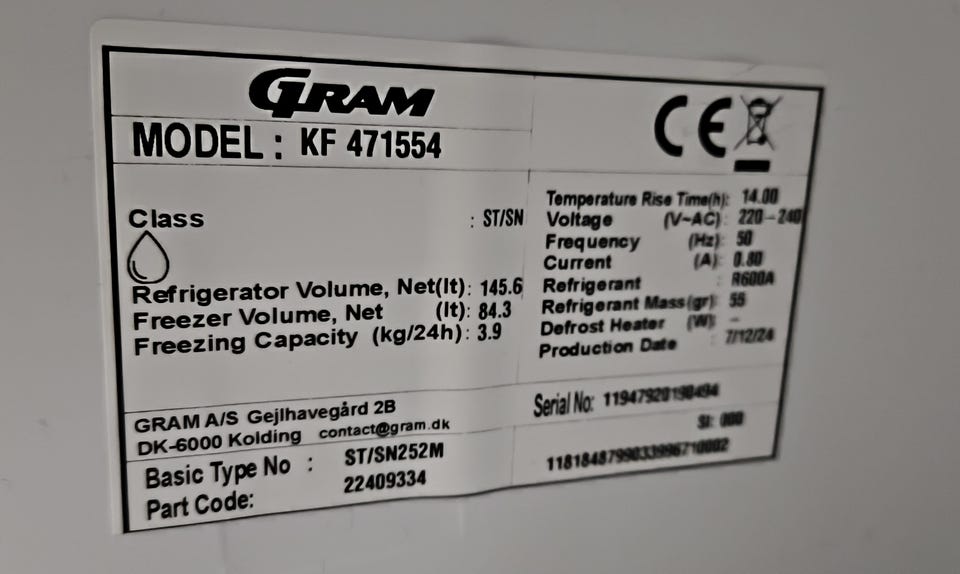 GRAM
MODEL : KF 471554
CE
Class : ST/SN
Refrigerator Volume, Net(lt): 145.6
Freezer Volume, Net (lt): 84.3
Freezing Capacity (kg/24h): 3.9
Temperature Rise Time(h): 14.00
Voltage (V~AC): 220-240
Frequency (Hz): 50
Current (A): 0.80
Refrigerant : R600A
Refrigerant Mass(gr): 55
Defrost Heater (W): -
Production Date : 7/12/24
GRAM A/S Gejlhavegård 2B
DK-6000 Kolding contact@gram.dk
Basic Type No : ST/SN252M
Part Code: 22409334
Serial No:
SI: 000